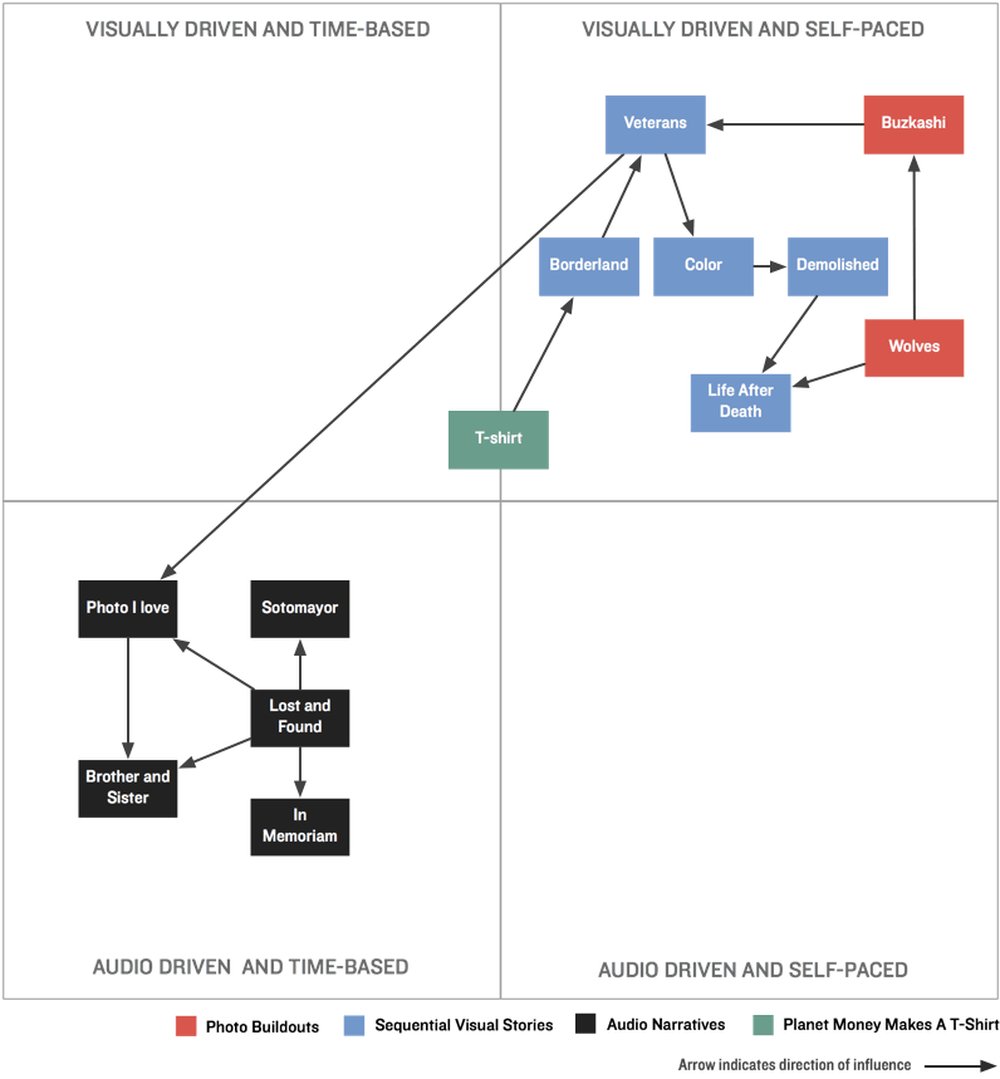 VISUALLY DRIVEN AND TIME-BASED
VISUALLY DRIVEN AND SELF-PACED
Veterans
Buzkashi
Borderland
Color
Demolished
Wolves
Life After
Death
T-shirt
Photo I love
Sotomayor
Lost and
Found
Brother and
Sister
In
Memoriam
AUDIO DRIVEN  AND TIME-BASED
AUDIO DRIVEN AND SELF-PACED
Photo Buildouts
Sequential Visual Stories
Audio Narratives
Planet Money Makes A T-Shirt
Arrow indicates direction of influence